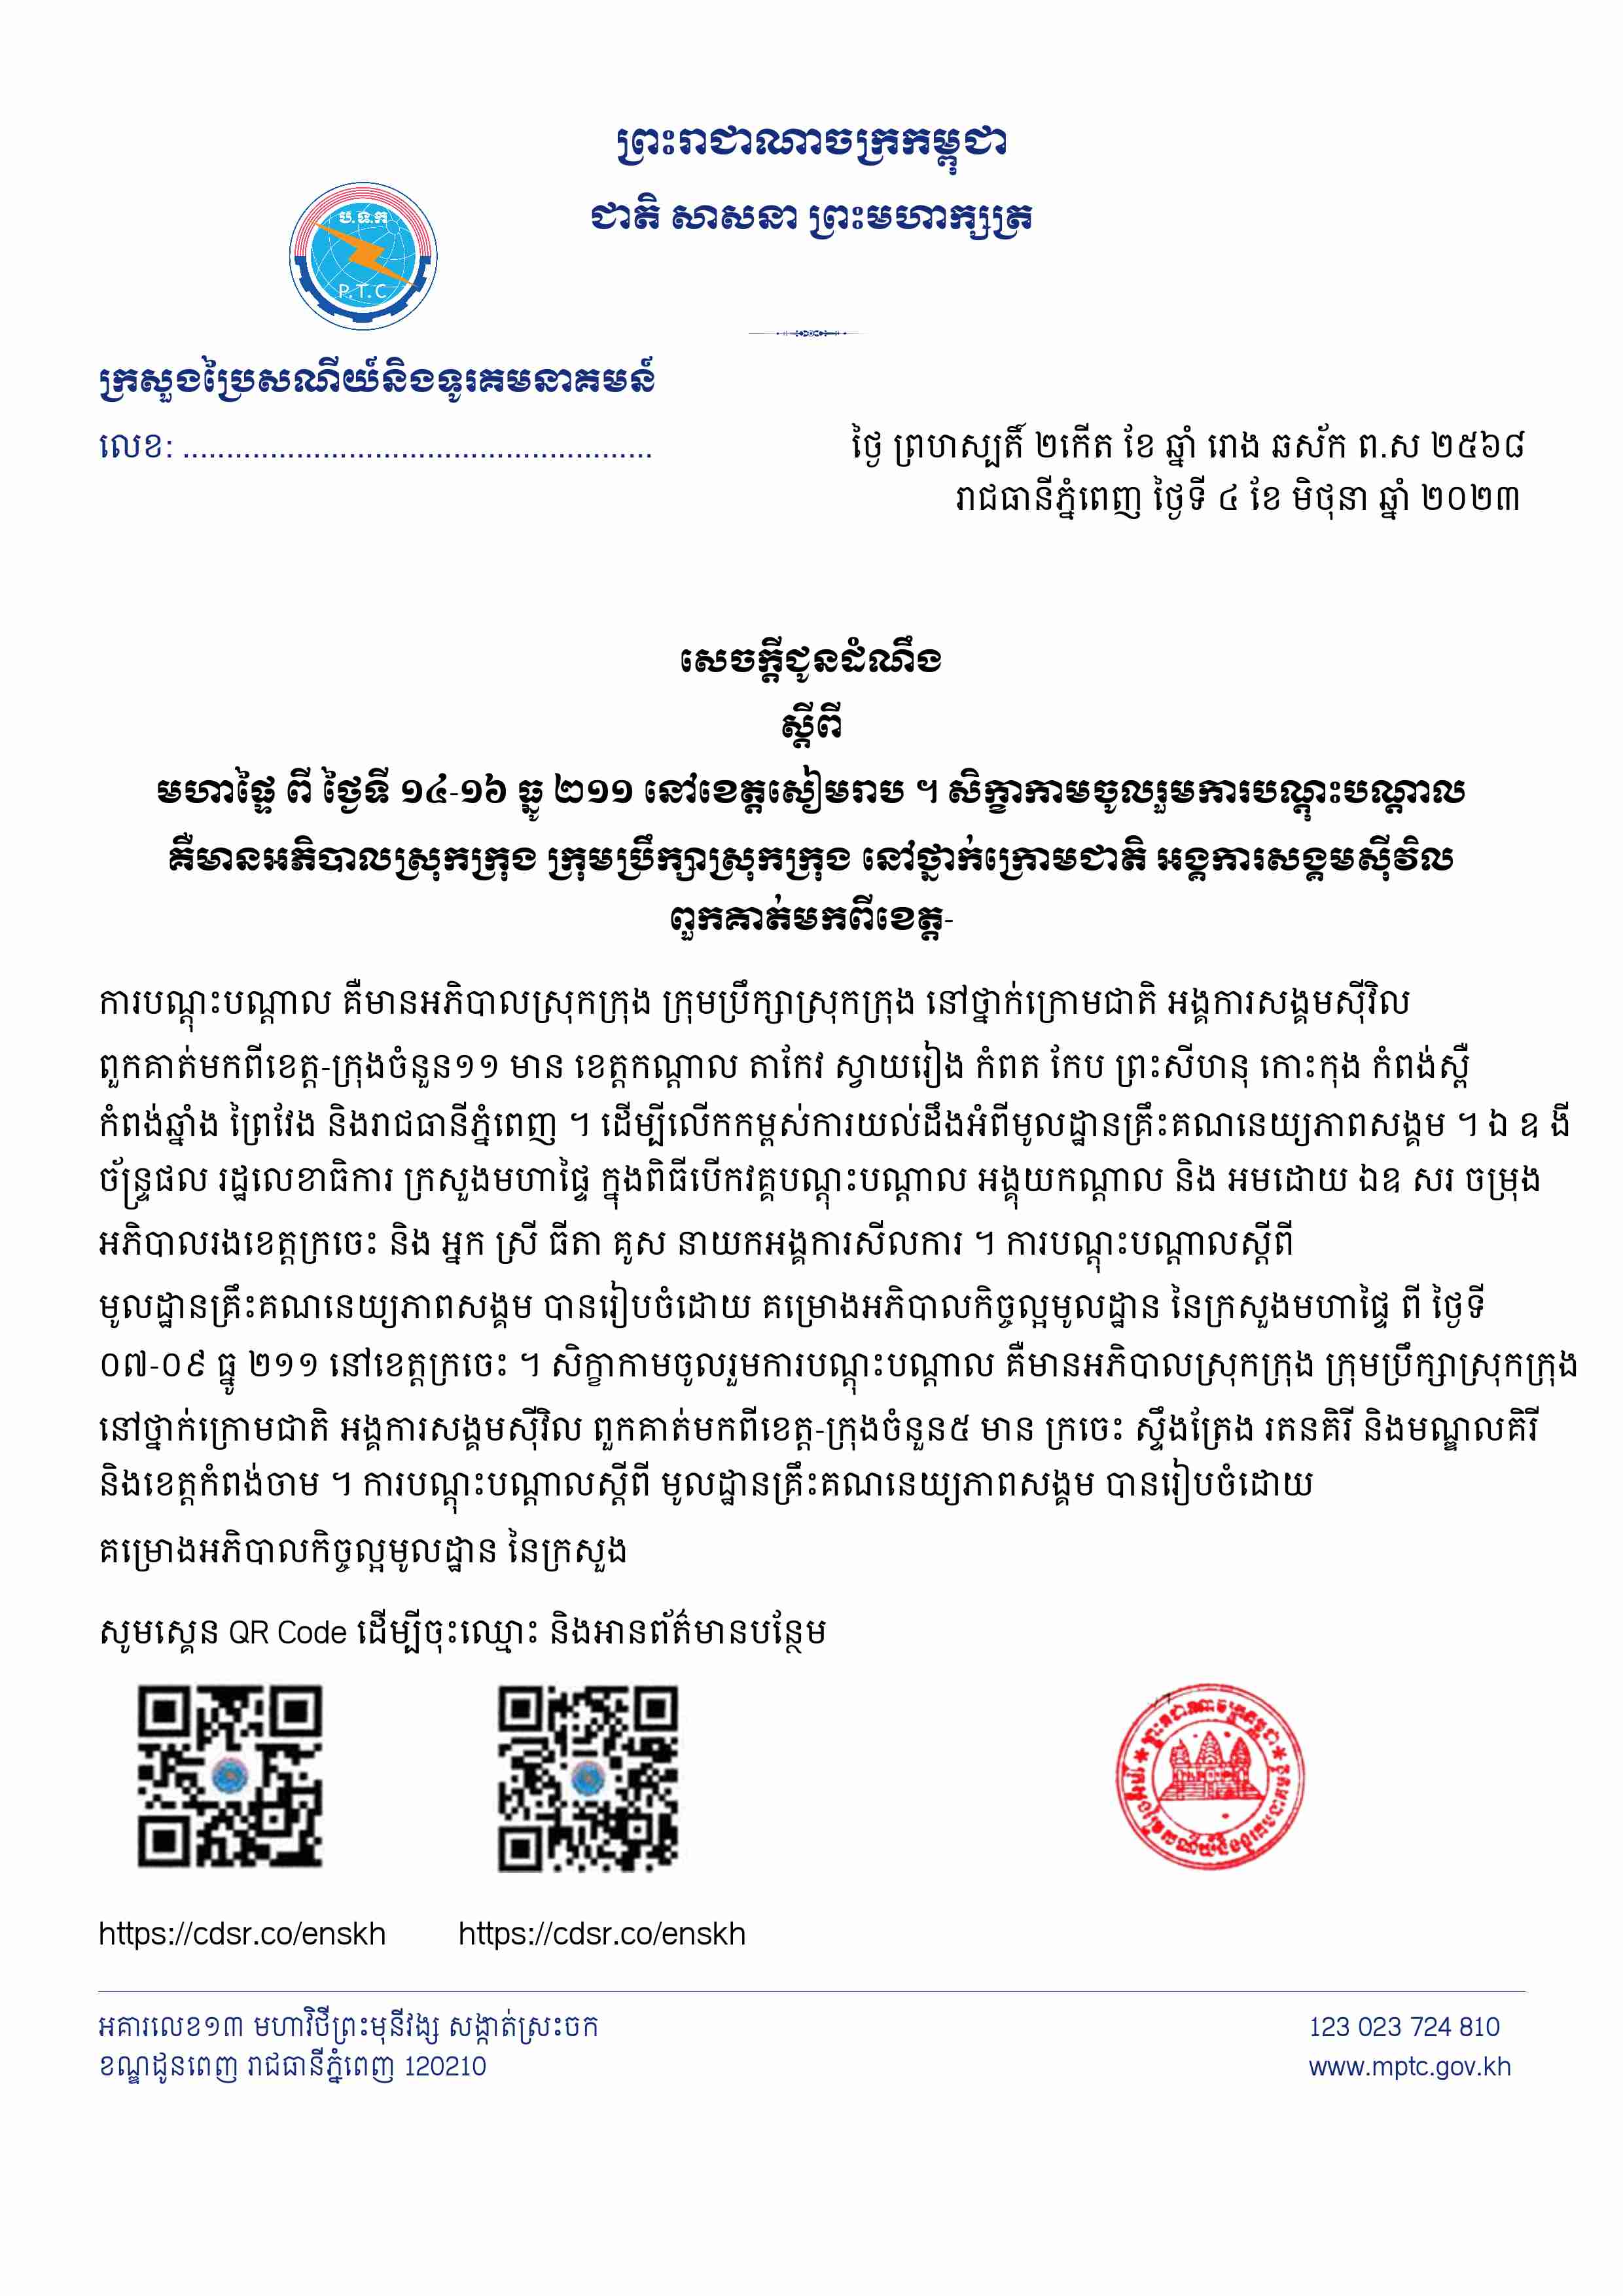 ព្រះរាជាណាចក្រកម្ពុជា
ជាតិ សាសនា ព្រះមហាក្សត្រ
ប.ទ.ក
P.T.C
ក្រសួងប្រៃសណីយ៍និងទូរគមនាគមន៍
លេខ: ......................................................
ថ្ងៃ ព្រហស្បតិ៍ ២កើត ខែ ឆ្នាំ រោង ឆស័ក ព.ស ២៥៦៨
រាជធានីភ្នំពេញ ថ្ងៃទី ៤ ខែ មិថុនា ឆ្នាំ ២០២៣
សេចក្តីជូនដំណឹង
ស្តីពី
មហាផ្ទៃ ពី ថ្ងៃទី ១៤-១៦ ធ្នូ ២១១ នៅខេត្តសៀមរាប ។ សិក្ខាកាមចូលរួមការបណ្តុះបណ្តាល
គឺមានអភិបាលស្រុកក្រុង ក្រុមប្រឹក្សាស្រុកក្រុង នៅថ្នាក់ក្រោមជាតិ អង្គការសង្គមស៊ីវិល
ពួកគាត់មកពីខេត្ត-
ការបណ្តុះបណ្តាល គឺមានអភិបាលស្រុកក្រុង ក្រុមប្រឹក្សាស្រុកក្រុង នៅថ្នាក់ក្រោមជាតិ អង្គការសង្គមស៊ីវិល
ពួកគាត់មកពីខេត្ត-ក្រុងចំនួន១១ មាន ខេត្តកណ្តាល តាកែវ ស្វាយរៀង កំពត កែប ព្រះសីហនុ កោះកុង កំពង់ស្ពឺ
កំពង់ឆ្នាំង ព្រៃវែង និងរាជធានីភ្នំពេញ ។ ដើម្បីលើកកម្ពស់ការយល់ដឹងអំពីមូលដ្ឋានគ្រឹះគណនេយ្យភាពសង្គម ។ ឯ ឧ ងី
ច័ន្ទ្រផល រដ្ឋលេខាធិការ ក្រសួងមហាផ្ទៃ ក្នុងពិធីបើកវគ្គបណ្តុះបណ្តាល អង្គុយកណ្តាល និង អមដោយ ឯឧ សរ ចម្រុង
អភិបាលរងខេត្តក្រចេះ និង អ្នក ស្រី ធីតា គូស នាយកអង្គការសីលការ ។ ការបណ្តុះបណ្តាលស្តីពី
មូលដ្ឋានគ្រឹះគណនេយ្យភាពសង្គម បានរៀបចំដោយ គម្រោងអភិបាលកិច្ចល្អមូលដ្ឋាន នៃក្រសួងមហាផ្ទៃ ពី ថ្ងៃទី
០៧-០៩ ធ្នូ ២១១ នៅខេត្តក្រចេះ ។ សិក្ខាកាមចូលរួមការបណ្តុះបណ្តាល គឺមានអភិបាលស្រុកក្រុង ក្រុមប្រឹក្សាស្រុកក្រុង
នៅថ្នាក់ក្រោមជាតិ អង្គការសង្គមស៊ីវិល ពួកគាត់មកពីខេត្ត-ក្រុងចំនួន៥ មាន ក្រចេះ ស្ទឹងត្រែង រតនគិរី និងមណ្ឌលគិរី
និងខេត្តកំពង់ចាម ។ ការបណ្តុះបណ្តាលស្តីពី មូលដ្ឋានគ្រឹះគណនេយ្យភាពសង្គម បានរៀបចំដោយ
គម្រោងអភិបាលកិច្ចល្អមូលដ្ឋាន នៃក្រសួង
សូមស្កេន QR Code ដើម្បីចុះឈ្មោះ និងអានព័ត៌មានបន្ថែម
ព្រះរាជាណាចក្រកម្ពុជា
https://cdsr.co/enskh https://cdsr.co/enskh
អគារលេខ១៣ មហាវិថីព្រះមុនីវង្ស សង្កាត់ស្រះចក
ខណ្ឌដូនពេញ រាជធានីភ្នំពេញ 120210
123 023 724 810
www.mptc.gov.kh